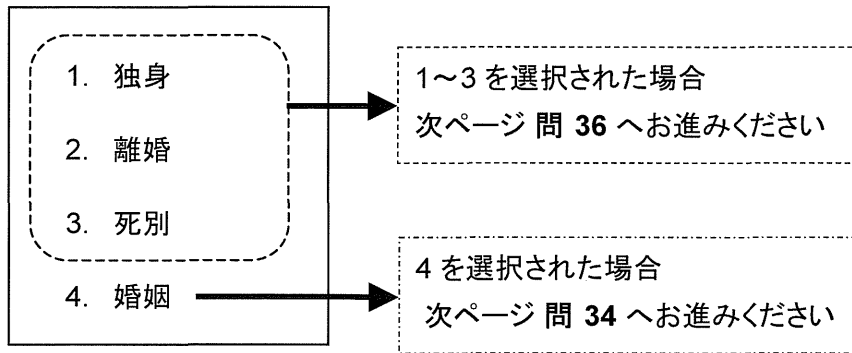 1. 独身
2. 離婚
3. 死別
4. 婚姻
1～3 を選択された場合
次ページ 問 36 へお進みください
4 を選択された場合
次ページ 問 34 へお進みください